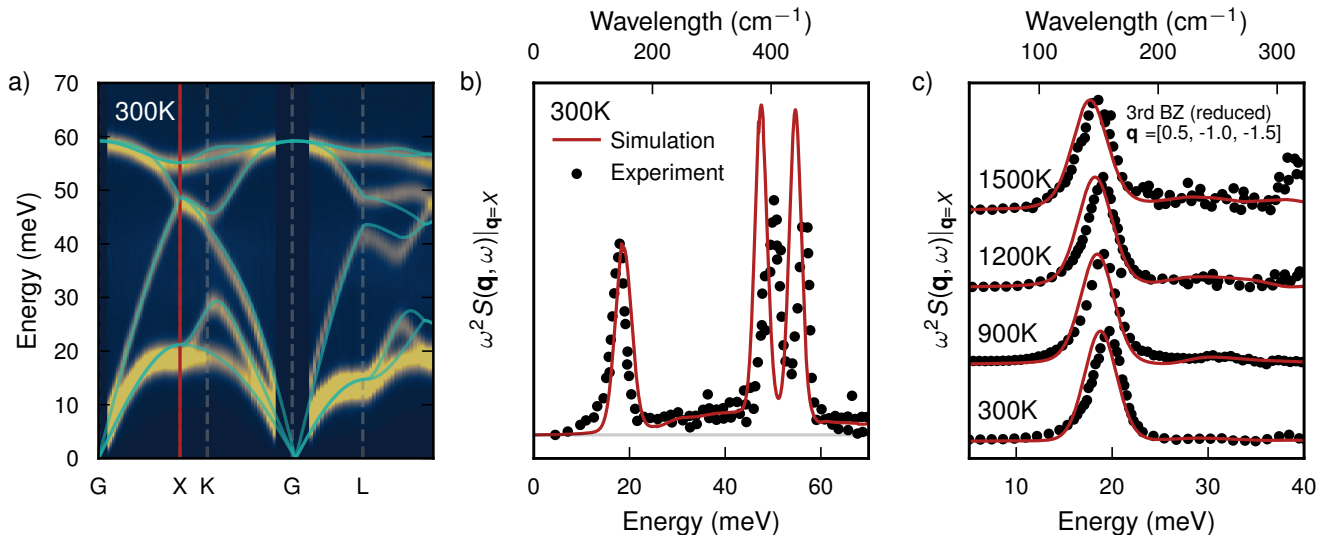 a)
300K
Energy (meV)
70
60
50
40
30
20
10
0
G X K G L
b)
Wavelength (cm−1)
0 200 400
300K
Simulation
Experiment
ω²S(q, ω)|q=X
0 20 40 60
Energy (meV)
c)
Wavelength (cm−1)
100 200 300
3rd BZ (reduced)
q =[0.5, -1.0, -1.5]
1500K
1200K
900K
300K
ω²S(q, ω)|q=X
10 20 30 40
Energy (meV)